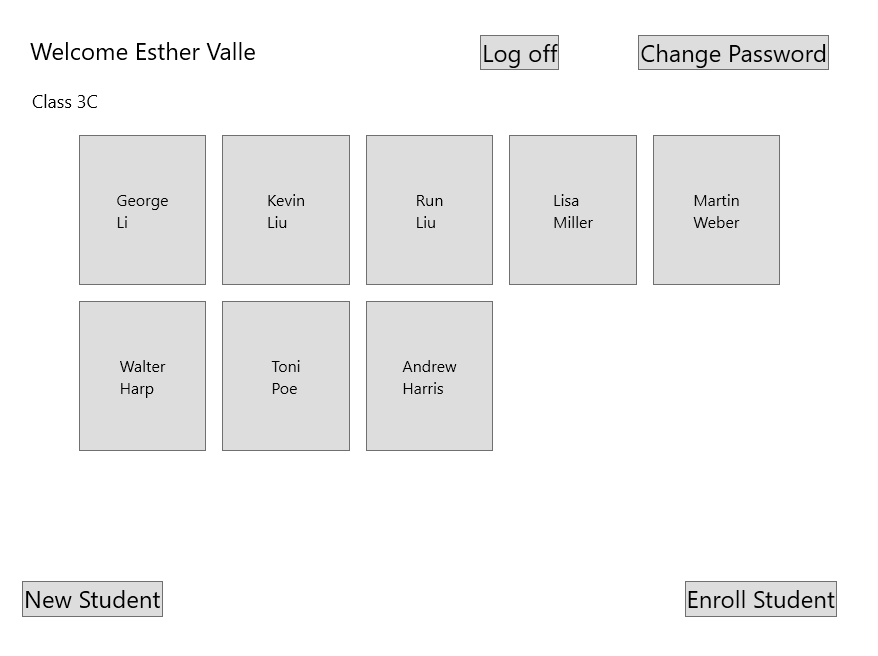 Welcome Esther Valle
Log off
Change Password
Class 3C
George
Li
Kevin
Liu
Run
Liu
Lisa
Miller
Martin
Weber
Walter
Harp
Toni
Poe
Andrew
Harris
New Student
Enroll Student